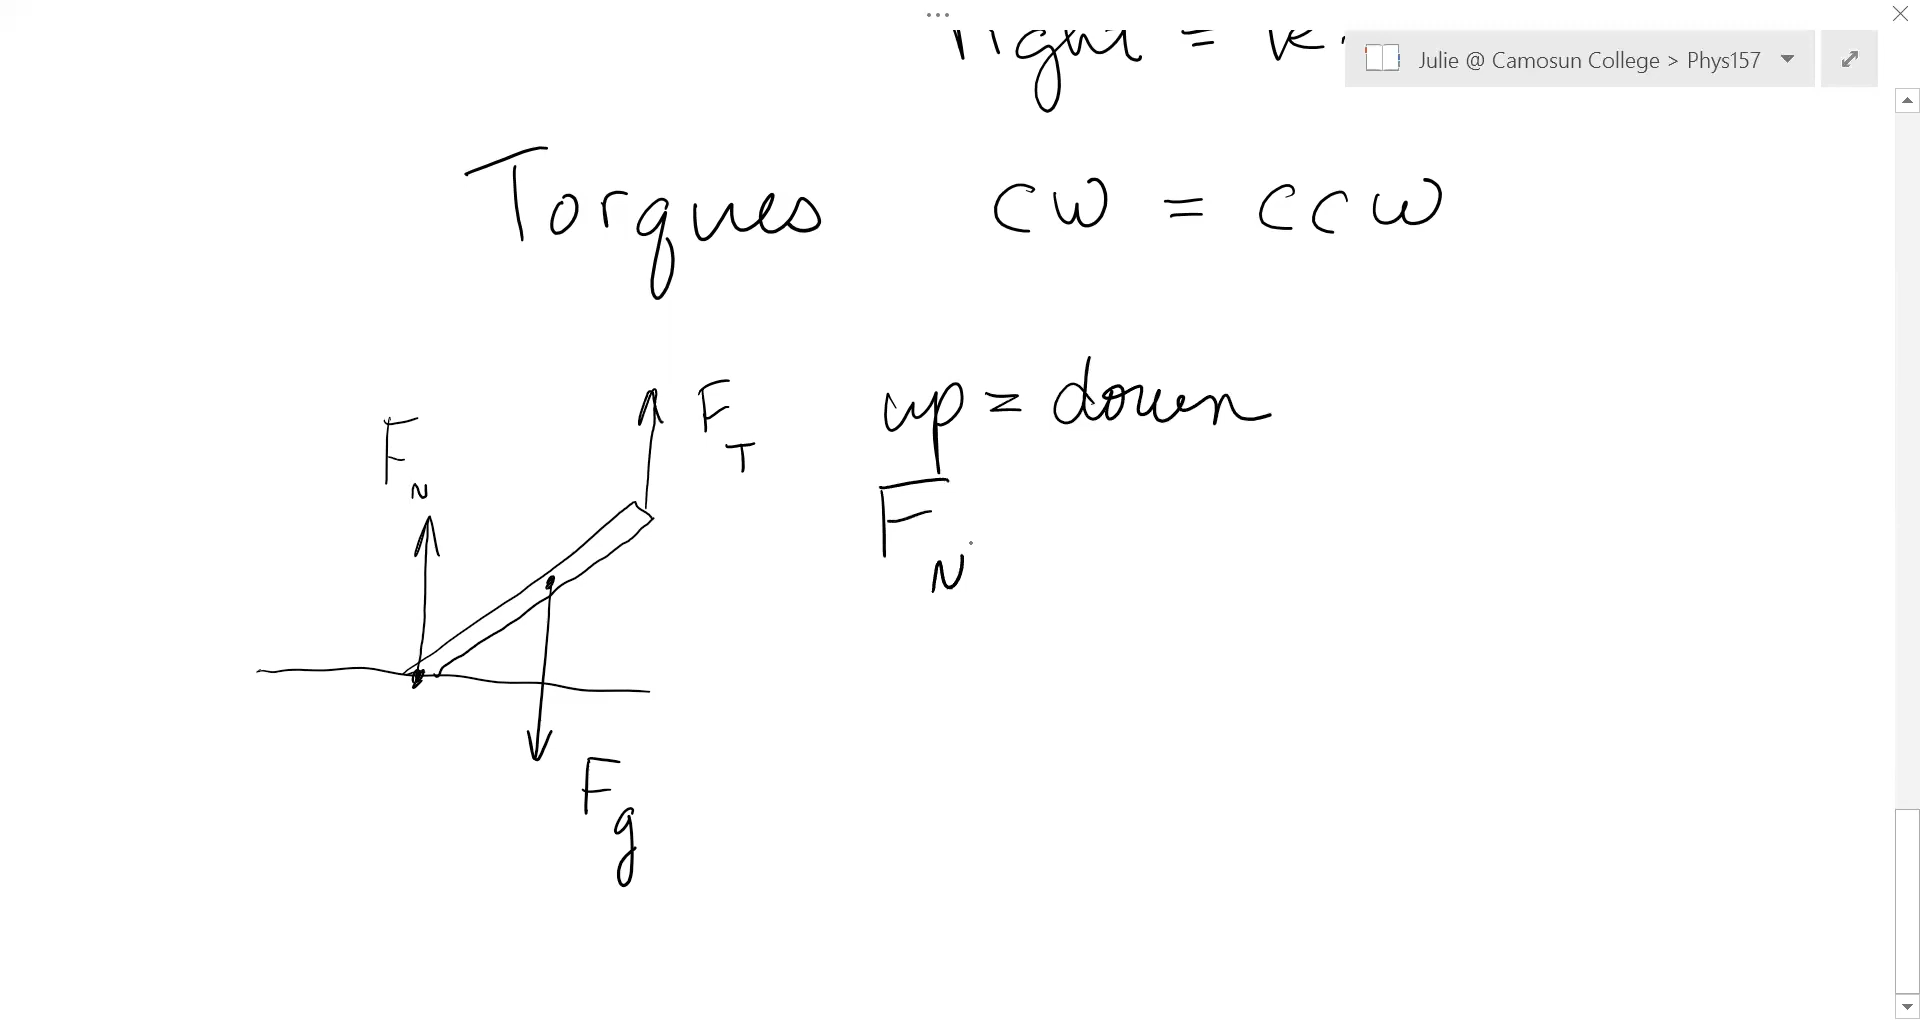 Julie @ Camosun College > Phys157
Torques cw = ccw
up = down
F_T
F_N
F_N
F_g